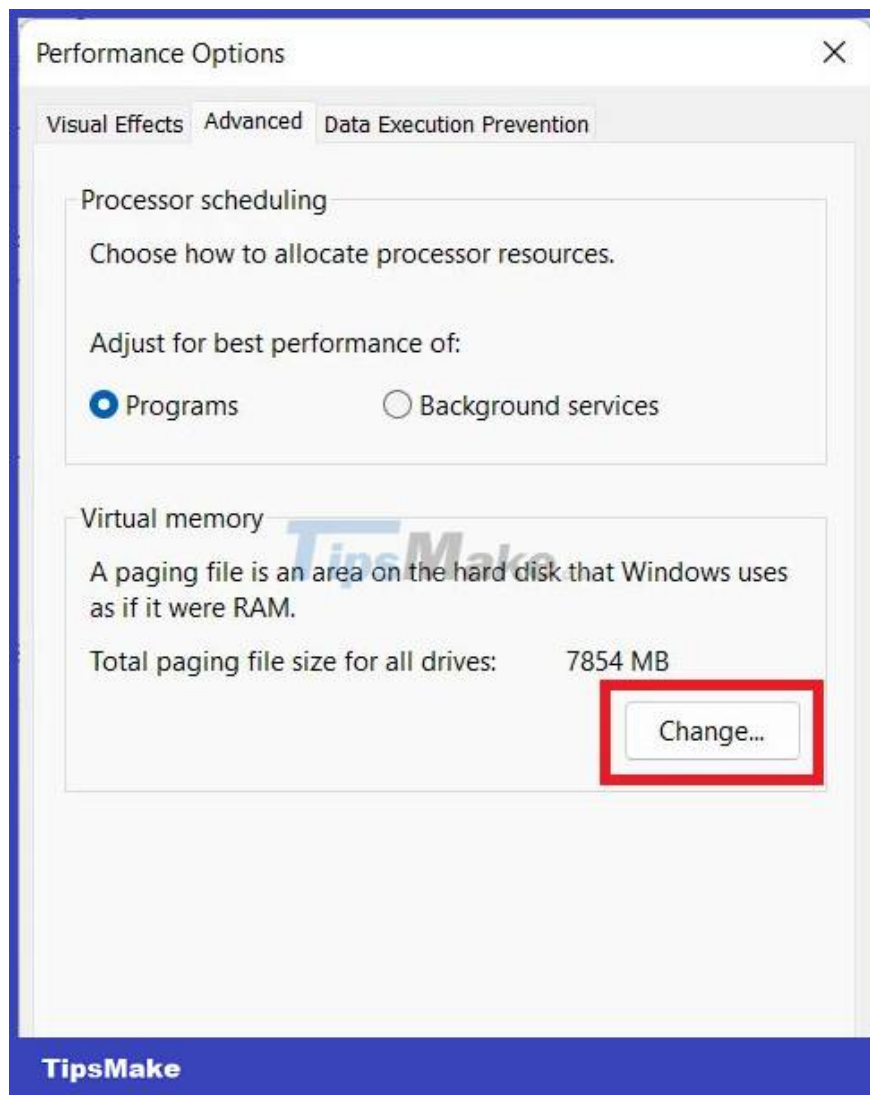 Performance Options
Visual Effects Advanced Data Execution Prevention
Processor scheduling
Choose how to allocate processor resources.
Adjust for best performance of:
Programs Background services
Virtual memory
TipsMake
A paging file is an area on the hard disk that Windows uses
as if it were RAM.
Total paging file size for all drives: 7854 MB
Change...
TipsMake